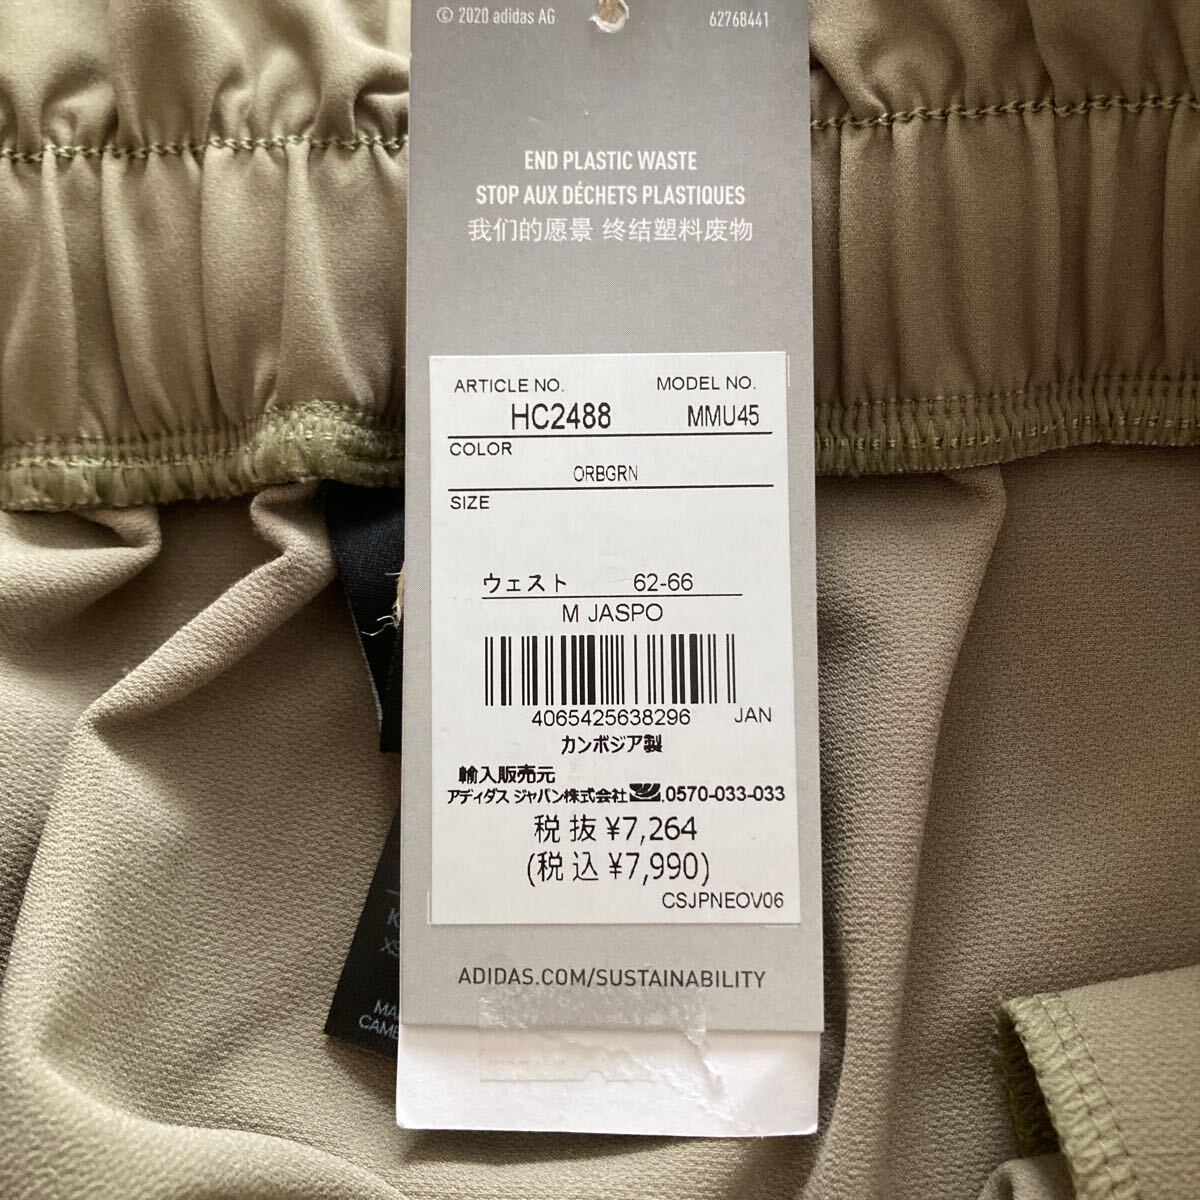 © 2020 adidas AG 62768441
END PLASTIC WASTE
STOP AUX DÉCHETS PLASTIQUES
我们的愿景 终结塑料废物
ARTICLE NO. MODEL NO.
HC2488 MMU45
COLOR
ORBGRN
SIZE
ウェスト 62-66
M JASPO
4065425638296 JAN
カンボジア製
輸入販売元
アディダス ジャパン株式会社 0570-033-033
税抜 ¥7,264
(税込 ¥7,990)
CSJPNEOV06
ADIDAS.COM/SUSTAINABILITY